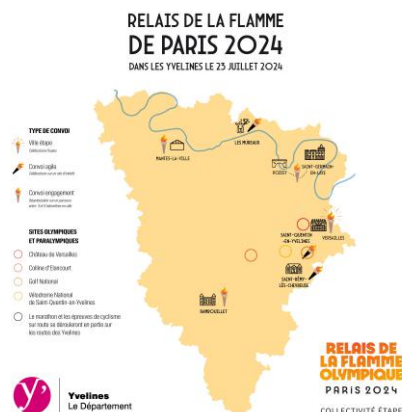 RELAIS DE LA FLAMME
DE PARIS 2024
DANS LES YVELINES LE 23 JUILLET 2024
TYPE DE CONVOI
Ville étape
Convoi agile
Convoi engagement
SITES OLYMPIQUES
ET PARALYMPIQUES
Château de Versailles
Colline d'Elancourt
Golf National
Vélodrome National
de Saint-Quentin en Yvelines
Le marathon et les épreuves de cyclisme
sur route se dérouleront en partie sur
les routes des Yvelines
MANTES-LA-VILLE
LES MUREAUX
POISSY
SAINT-GERMAIN-
EN-LAYE
VERSAILLES
SAINT-QUENTIN
-EN-YVELINES
SAINT-RÉMY-
LÈS-CHEVREUSE
RAMBOUILLET
Yvelines
Le Département
RELAIS DE
LA FLAMME
OLYMPIQUE
PARIS 2024
COLLECTIVITÉ ÉTAPE